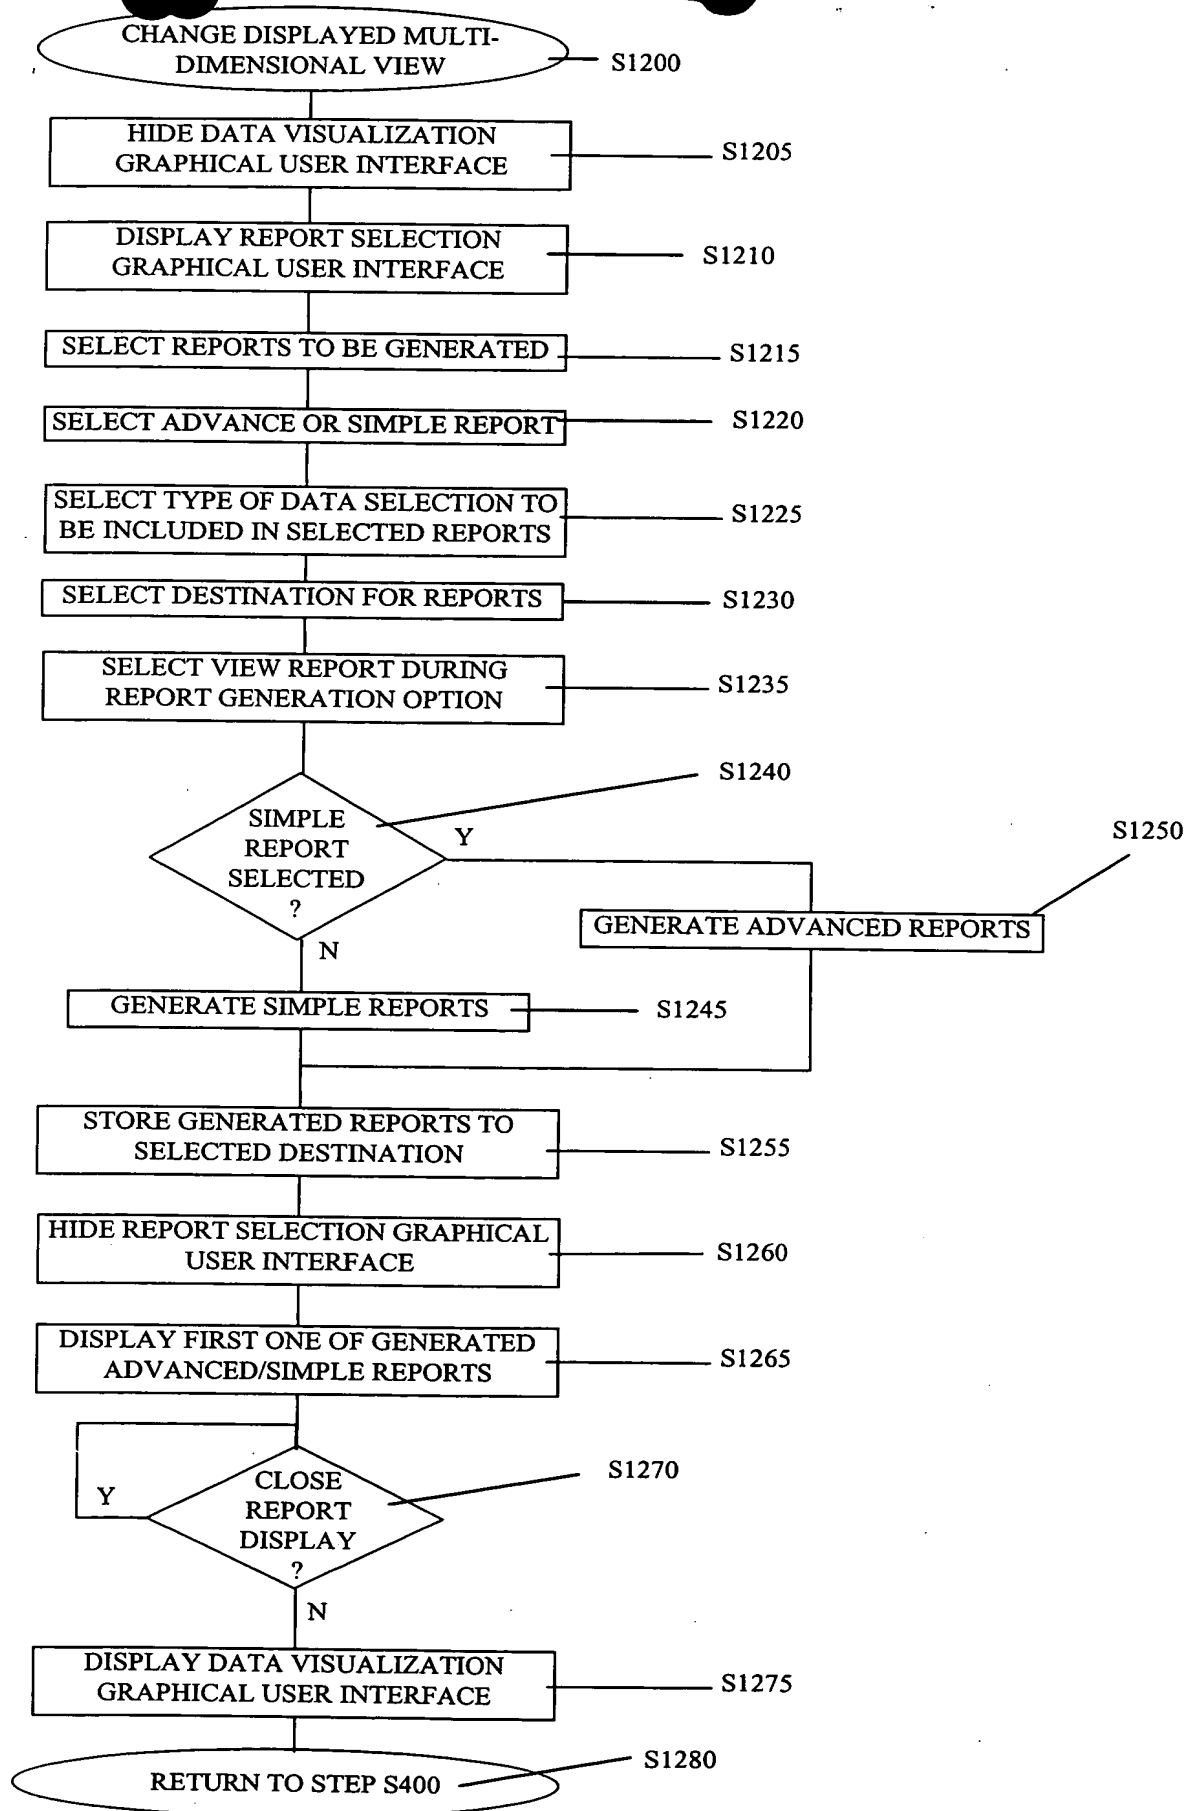 CHANGE DISPLAYED MULTI-
DIMENSIONAL VIEW
S1200
HIDE DATA VISUALIZATION
GRAPHICAL USER INTERFACE
S1205
DISPLAY REPORT SELECTION
GRAPHICAL USER INTERFACE
S1210
SELECT REPORTS TO BE GENERATED
S1215
SELECT ADVANCE OR SIMPLE REPORT
S1220
SELECT TYPE OF DATA SELECTION TO
BE INCLUDED IN SELECTED REPORTS
S1225
SELECT DESTINATION FOR REPORTS
S1230
SELECT VIEW REPORT DURING
REPORT GENERATION OPTION
S1235
S1240
SIMPLE
REPORT
SELECTED
?
Y
N
S1250
GENERATE ADVANCED REPORTS
GENERATE SIMPLE REPORTS
S1245
STORE GENERATED REPORTS TO
SELECTED DESTINATION
S1255
HIDE REPORT SELECTION GRAPHICAL
USER INTERFACE
S1260
DISPLAY FIRST ONE OF GENERATED
ADVANCED/SIMPLE REPORTS
S1265
S1270
CLOSE
REPORT
DISPLAY
?
Y
N
DISPLAY DATA VISUALIZATION
GRAPHICAL USER INTERFACE
S1275
S1280
RETURN TO STEP S400